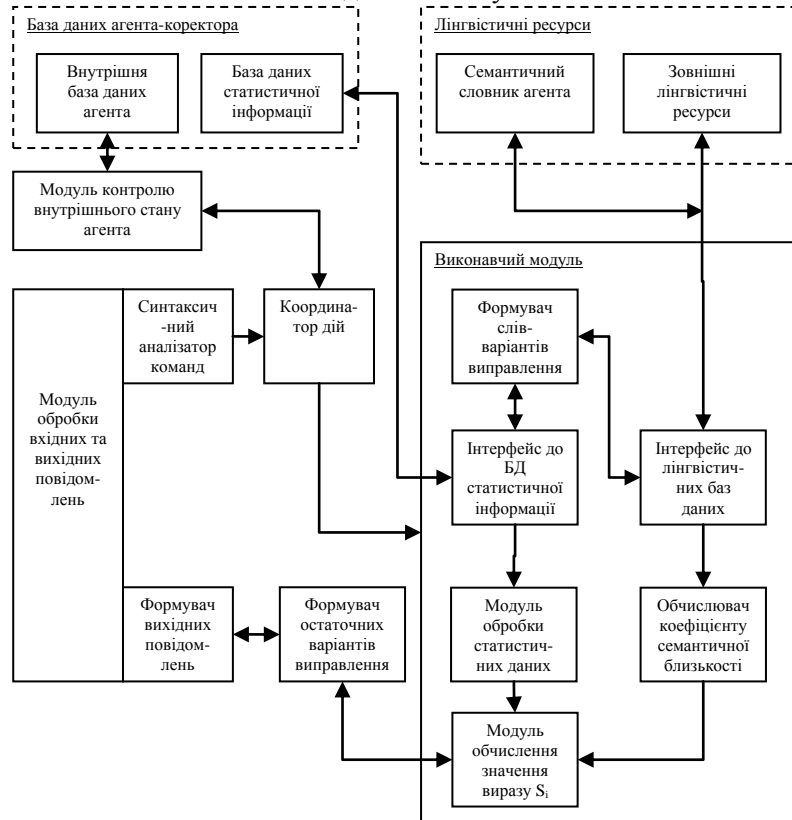 База даних агента-коректора
Внутрішня
база даних
агента
База даних
статистичної
інформації
Лінгвістичні ресурси
Семантичний
словник агента
Зовнішні
лінгвістичні
ресурси
Модуль контролю
внутрішнього стану
агента
Модуль
обробки
вхідних та
вихідних
повідом-
лень
Синтаксич
-ний
аналізатор
команд
Координа-
тор дій
Виконавчий модуль
Формувач
слів-
варіантів
виправлення
Інтерфейс до
БД
статистичної
інформації
Інтерфейс до
лінгвістич-
них баз
даних
Формувач
вихідних
повідом-
лень
Формувач
остаточних
варіантів
виправлення
Модуль
обробки
статистич-
них даних
Обчислювач
коефіцієнту
семантичної
близькості
Модуль
обчислення
значення
виразу Si